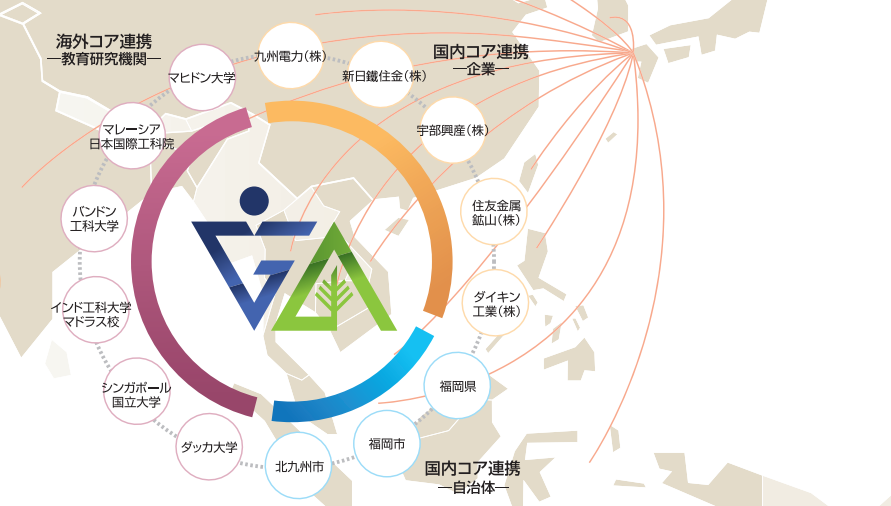 海外コア連携
―教育研究機関―
マヒドン大学
マレーシア
日本国際工科院
バンドン
工科大学
インド工科大学
マドラス校
シンガポール
国立大学
ダッカ大学
国内コア連携
―企業―
九州電力(株)
新日鐵住金(株)
宇部興産(株)
住友金属
鉱山(株)
ダイキン
工業(株)
福岡県
福岡市
北九州市
国内コア連携
―自治体―